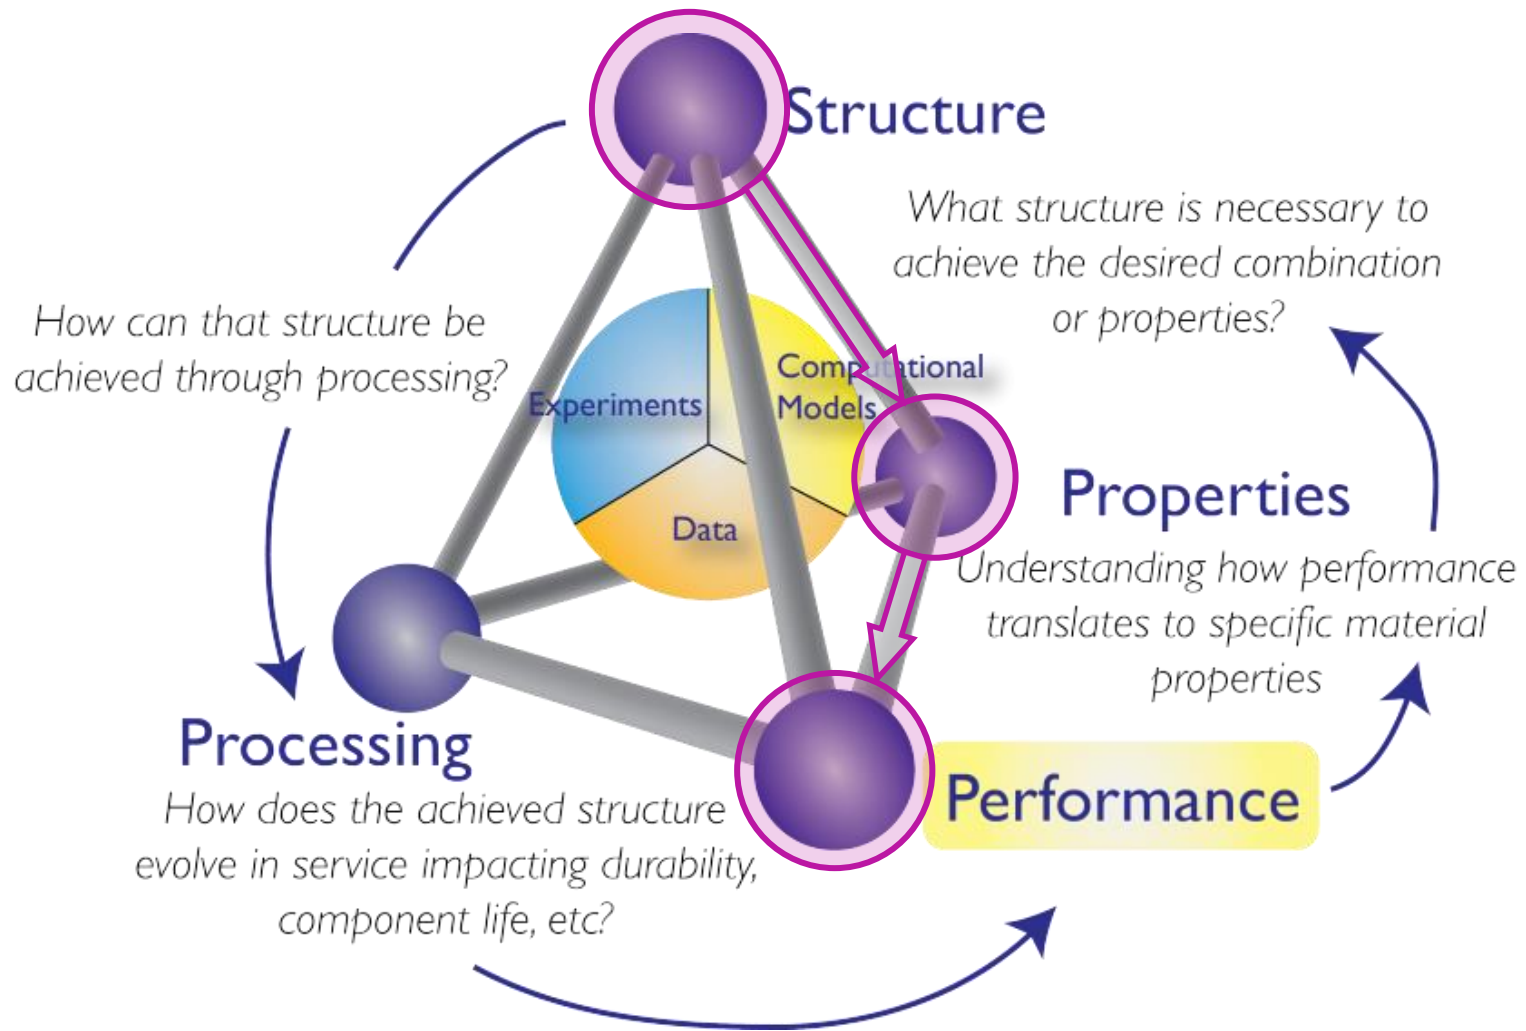 Structure
What structure is necessary to
achieve the desired combination
or properties?
How can that structure be
achieved through processing?
Computational
Models
Experiments
Data
Properties
Understanding how performance
translates to specific material
properties
Processing
How does the achieved structure
evolve in service impacting durability,
component life, etc?
Performance